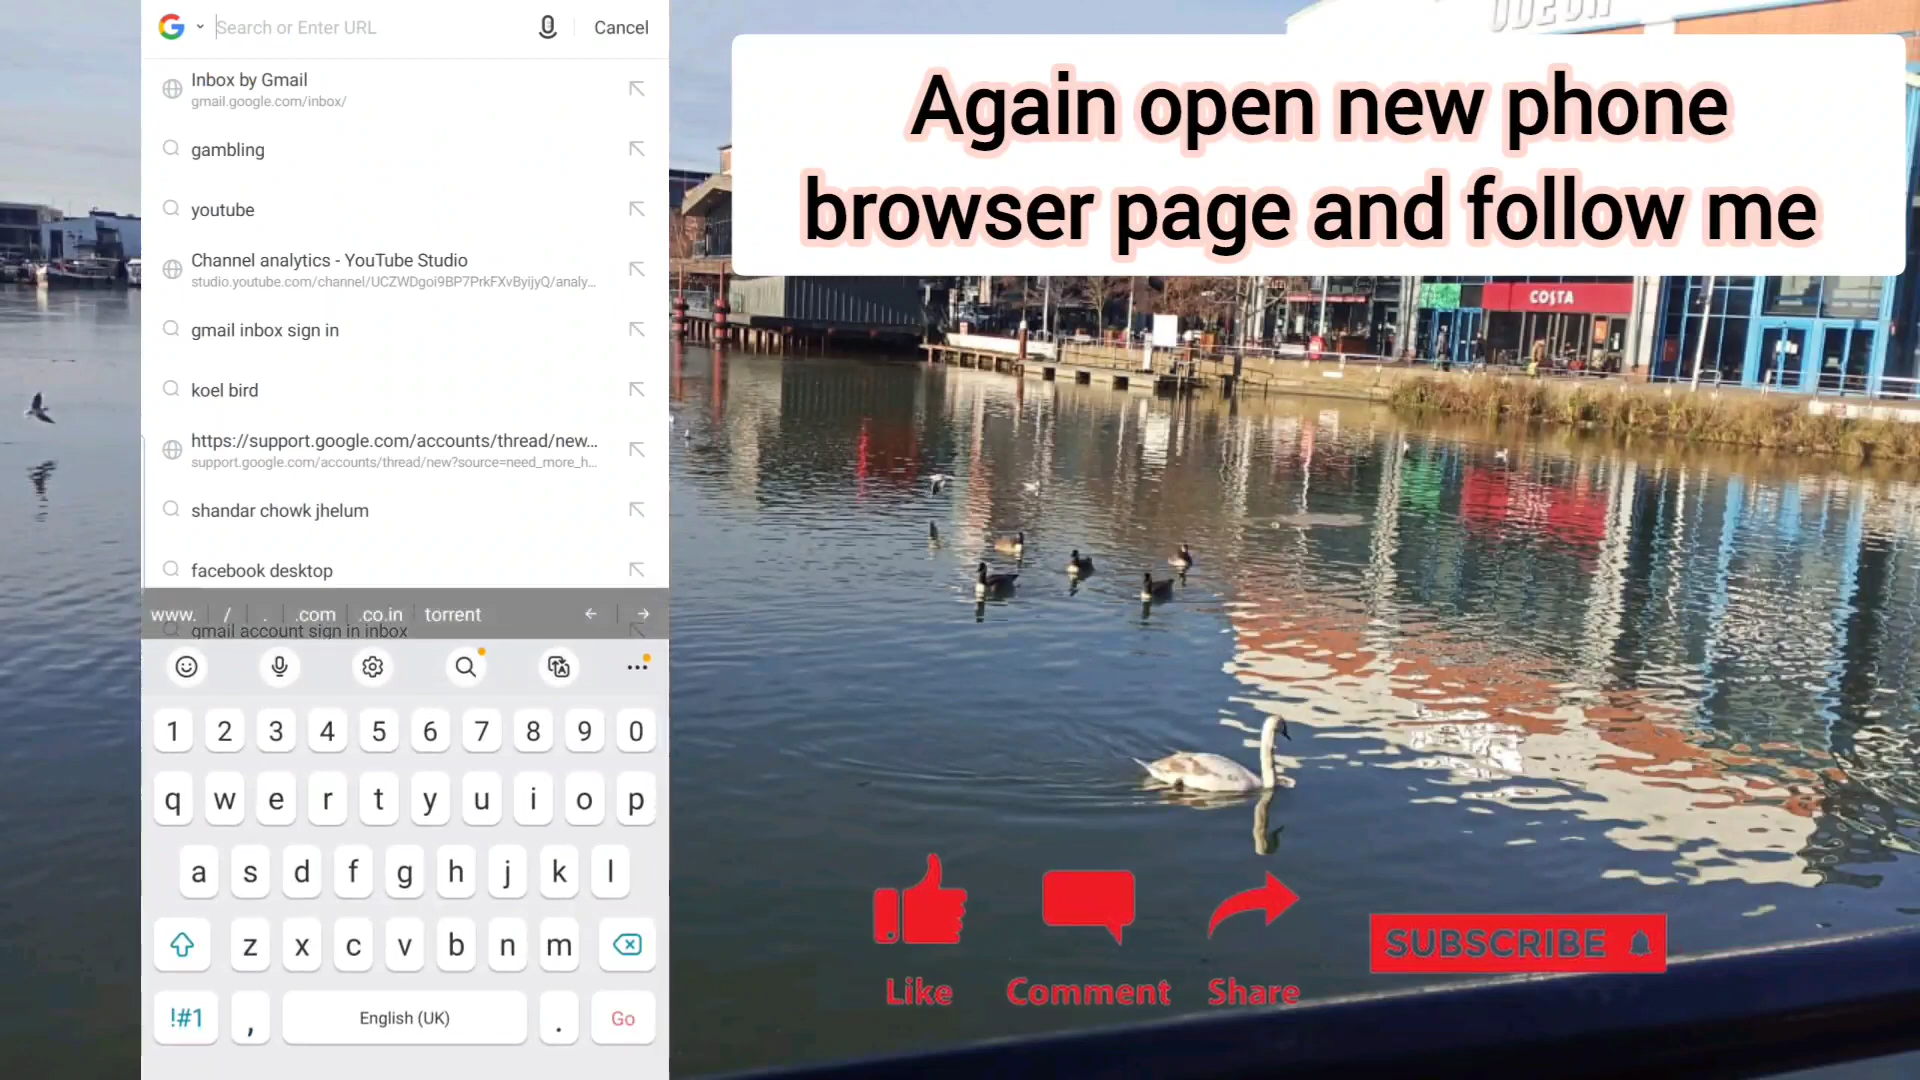 Search or Enter URL
Cancel
Inbox by Gmail
gmail.google.com/inbox/
gambling
youtube
Channel analytics - YouTube Studio
studio.youtube.com/channel/UCZWDgoi9BP7PrkFXvByijyQ/analy...
gmail inbox sign in
koel bird
https://support.google.com/accounts/thread/new...
support.google.com/accounts/thread/new?source=need_more_h...
shandar chowk jhelum
facebook desktop
www. / . .com .co.in torrent
gmail account sign in inbox
1 2 3 4 5 6 7 8 9 0
q w e r t y u i o p
a s d f g h j k l
z x c v b n m
!#1 , English (UK) . Go
ODEON
Again open new phone
browser page and follow me
COSTA
Like Comment Share
SUBSCRIBE